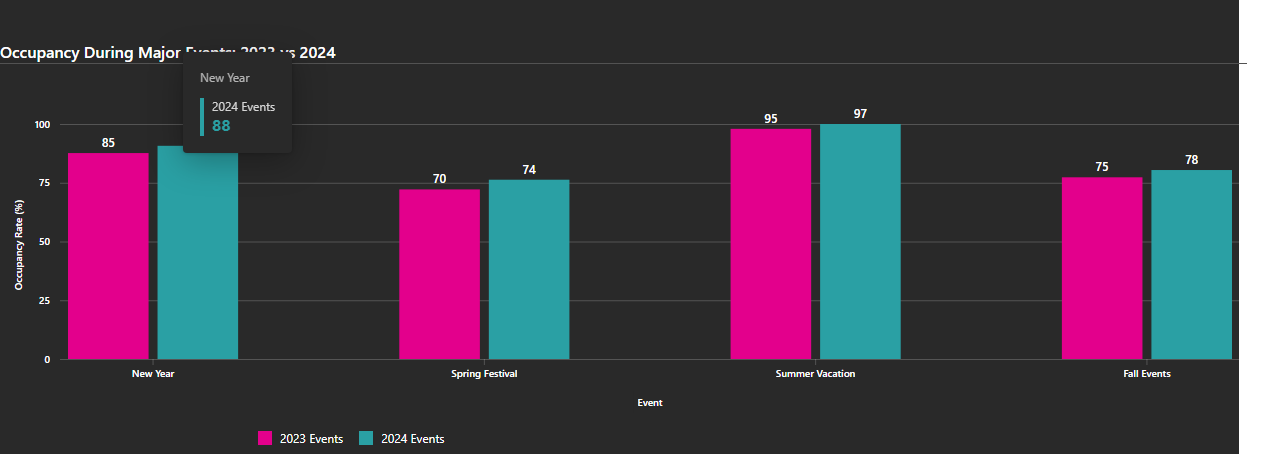 Occupancy During Major Events: 2023 vs 2024
New Year
2024 Events
88
100
75
50
25
0
Occupancy Rate (%)
85
70
74
95
97
75
78
New Year
Spring Festival
Summer Vacation
Fall Events
Event
2023 Events
2024 Events